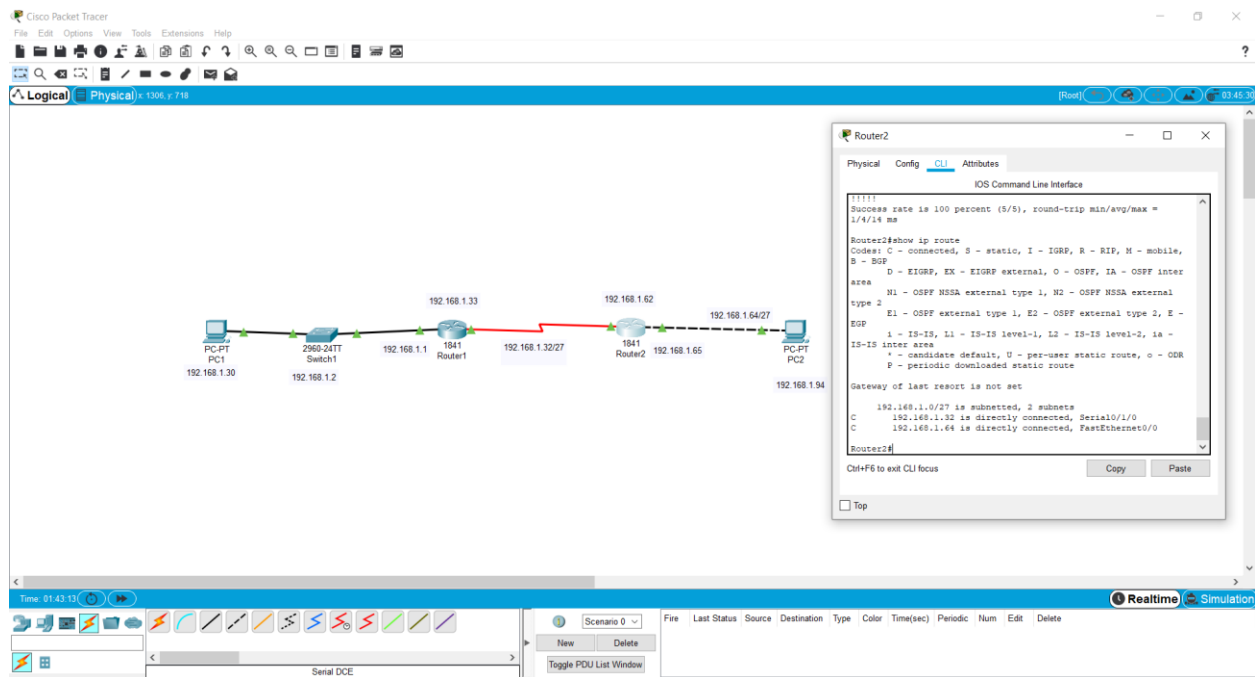 Cisco Packet Tracer
File Edit Options View Tools Extensions Help
?
Logical Physical x: 1306, y: 718 [Root] 03:45:30
Router2
Physical Config CLI Attributes
IOS Command Line Interface
!!!!!
Success rate is 100 percent (5/5), round-trip min/avg/max =
1/4/14 ms
Router2#show ip route
Codes: C - connected, S - static, I - IGRP, R - RIP, M - mobile,
B - BGP
D - EIGRP, EX - EIGRP external, O - OSPF, IA - OSPF inter
area
N1 - OSPF NSSA external type 1, N2 - OSPF NSSA external
type 2
E1 - OSPF external type 1, E2 - OSPF external type 2, E -
EGP
i - IS-IS, L1 - IS-IS level-1, L2 - IS-IS level-2, ia -
IS-IS inter area
* - candidate default, U - per-user static route, o - ODR
P - periodic downloaded static route
Gateway of last resort is not set
192.168.1.0/27 is subnetted, 2 subnets
C 192.168.1.32 is directly connected, Serial0/1/0
C 192.168.1.64 is directly connected, FastEthernet0/0
Router2#
Ctrl+F6 to exit CLI focus Copy Paste
Top
192.168.1.33
192.168.1.62
192.168.1.64/27
PC-PT
PC1
192.168.1.30
2960-24TT
Switch1
192.168.1.2
192.168.1.1
1841
Router1
192.168.1.32/27
1841
Router2
192.168.1.65
PC-PT
PC2
192.168.1.94
Time: 01:43:13 Realtime Simulation
Scenario 0
New Delete
Toggle PDU List Window
Fire Last Status Source Destination Type Color Time(sec) Periodic Num Edit Delete
Serial DCE